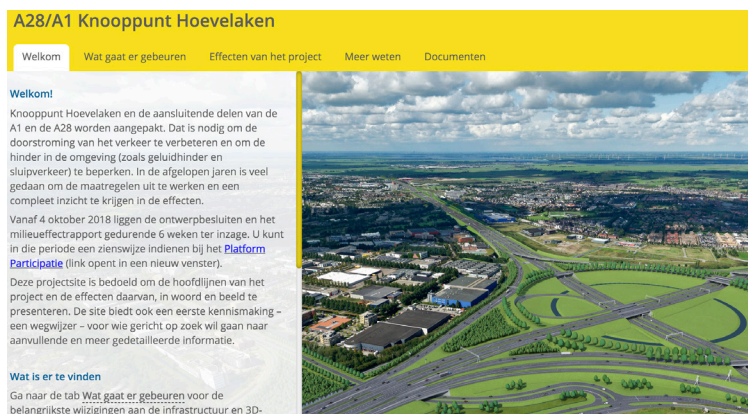 A28/A1 Knooppunt Hoevelaken
Welkom Wat gaat er gebeuren Effecten van het project Meer weten Documenten
Welkom!
Knooppunt Hoevelaken en de aansluitende delen van de
A1 en de A28 worden aangepakt. Dat is nodig om de
doorstroming van het verkeer te verbeteren en om de
hinder in de omgeving (zoals geluidhinder en
sluipverkeer) te beperken. In de afgelopen jaren is veel
gedaan om de maatregelen uit te werken en een
compleet inzicht te krijgen in de effecten.
Vanaf 4 oktober 2018 liggen de ontwerpbesluiten en het
milieueffectrapport gedurende 6 weken ter inzage. U kunt
in die periode een zienswijze indienen bij het Platform
Participatie (link opent in een nieuw venster).
Deze projectsite is bedoeld om de hoofdlijnen van het
project en de effecten daarvan, in woord en beeld te
presenteren. De site biedt ook een eerste kennismaking –
een wegwijzer – voor wie gericht op zoek wil gaan naar
aanvullende en meer gedetailleerde informatie.
Wat is er te vinden
Ga naar de tab Wat gaat er gebeuren voor de
belangrijkste wijzigingen aan de infrastructuur en 3D-